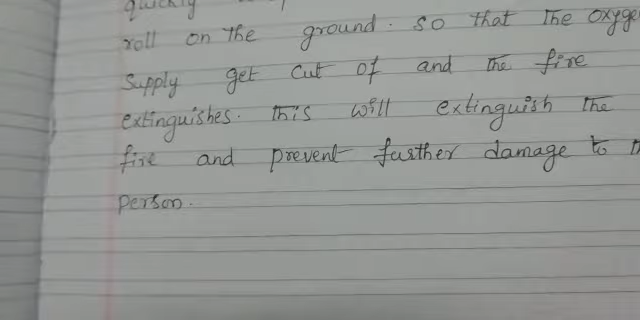 quickly
roll on the ground. so that The oxyge
Supply get cut of and the fire
extinguishes. This will extinguish the
fire and prevent further damage to
person.